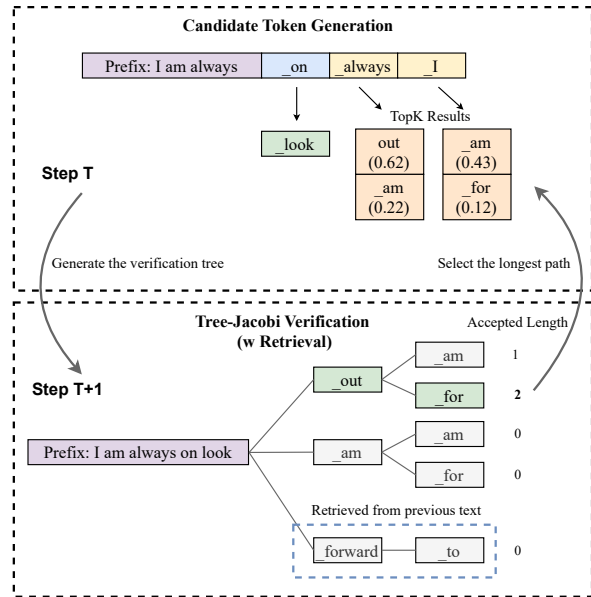 Candidate Token Generation
Prefix: I am always _on _always _I
TopK Results
_look
out
(0.62)
_am
(0.22)
_am
(0.43)
_for
(0.12)
Step T
Generate the verification tree
Select the longest path
Tree-Jacobi Verification
(w Retrieval)
Accepted Length
Step T+1
_out
_am 1
_for 2
Prefix: I am always on look
_am
_am 0
_for 0
Retrieved from previous text
_forward _to 0